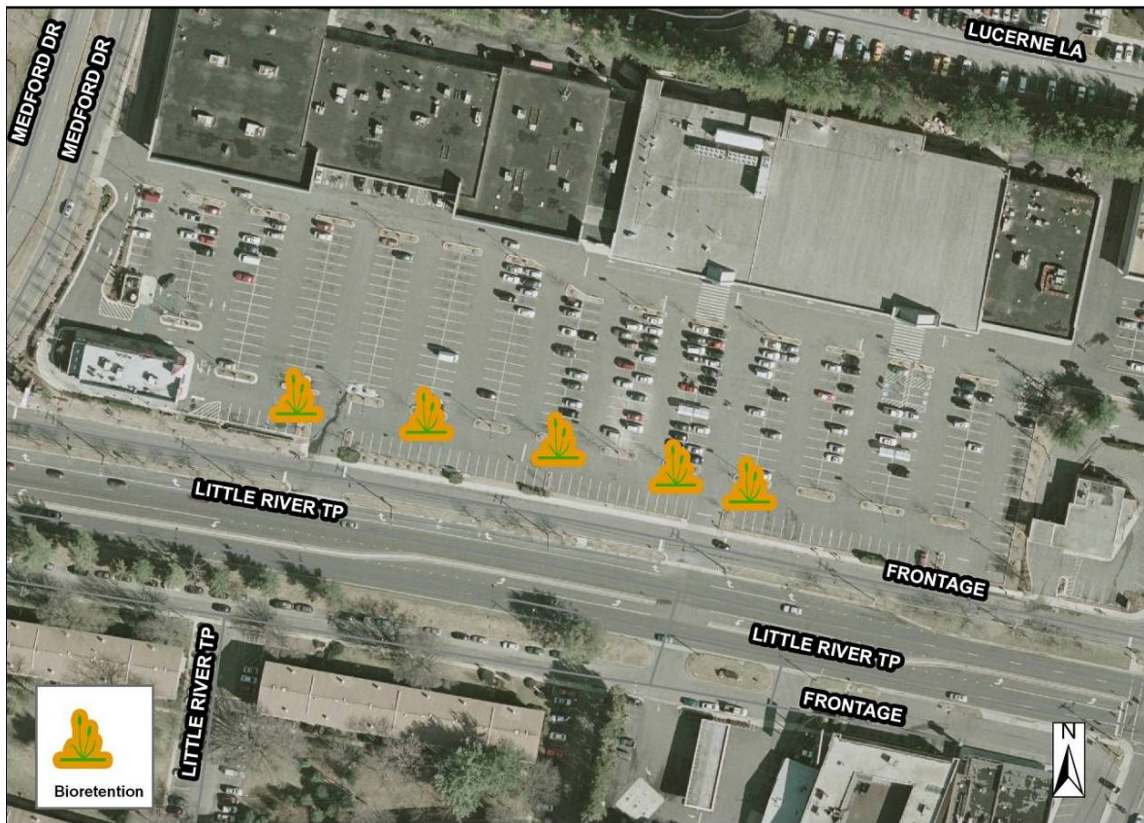 LUCERNE LA
MEDFORD DR
MEDFORD DR
LITTLE RIVER TP
FRONTAGE
LITTLE RIVER TP
LITTLE RIVER TP
FRONTAGE
N
Bioretention